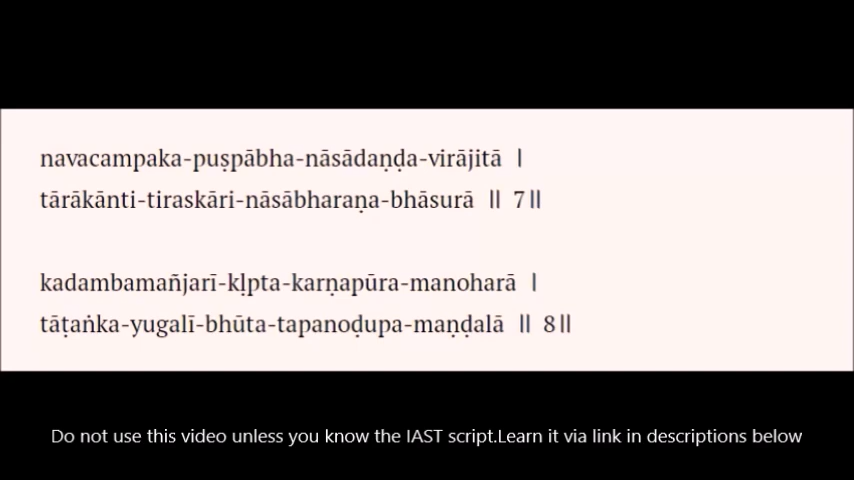 navacampaka-puṣpābha-nāsādaṇḍa-virājitā |
tārākānti-tiraskāri-nāsābharaṇa-bhāsurā || 7||
kadambamañjarī-kḷpta-karṇapūra-manoharā |
tāṭaṅka-yugalī-bhūta-tapanoḍupa-maṇḍalā || 8||
Do not use this video unless you know the IAST script.Learn it via link in descriptions below